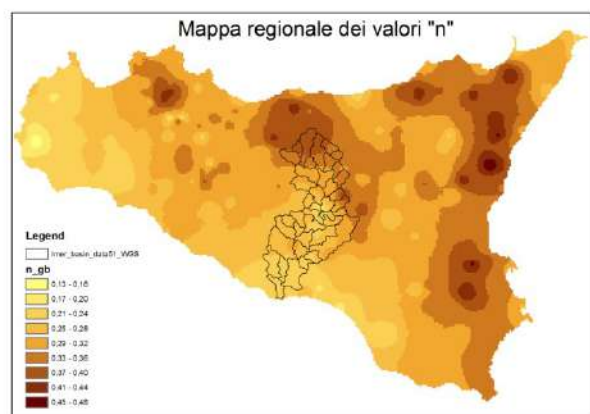 Mappa regionale dei valori "n"
Legend
n_gb
0,13 - 0,16
0,17 - 0,20
0,21 - 0,24
0,25 - 0,28
0,29 - 0,32
0,33 - 0,36
0,37 - 0,40
0,41 - 0,44
0,45 - 0,48